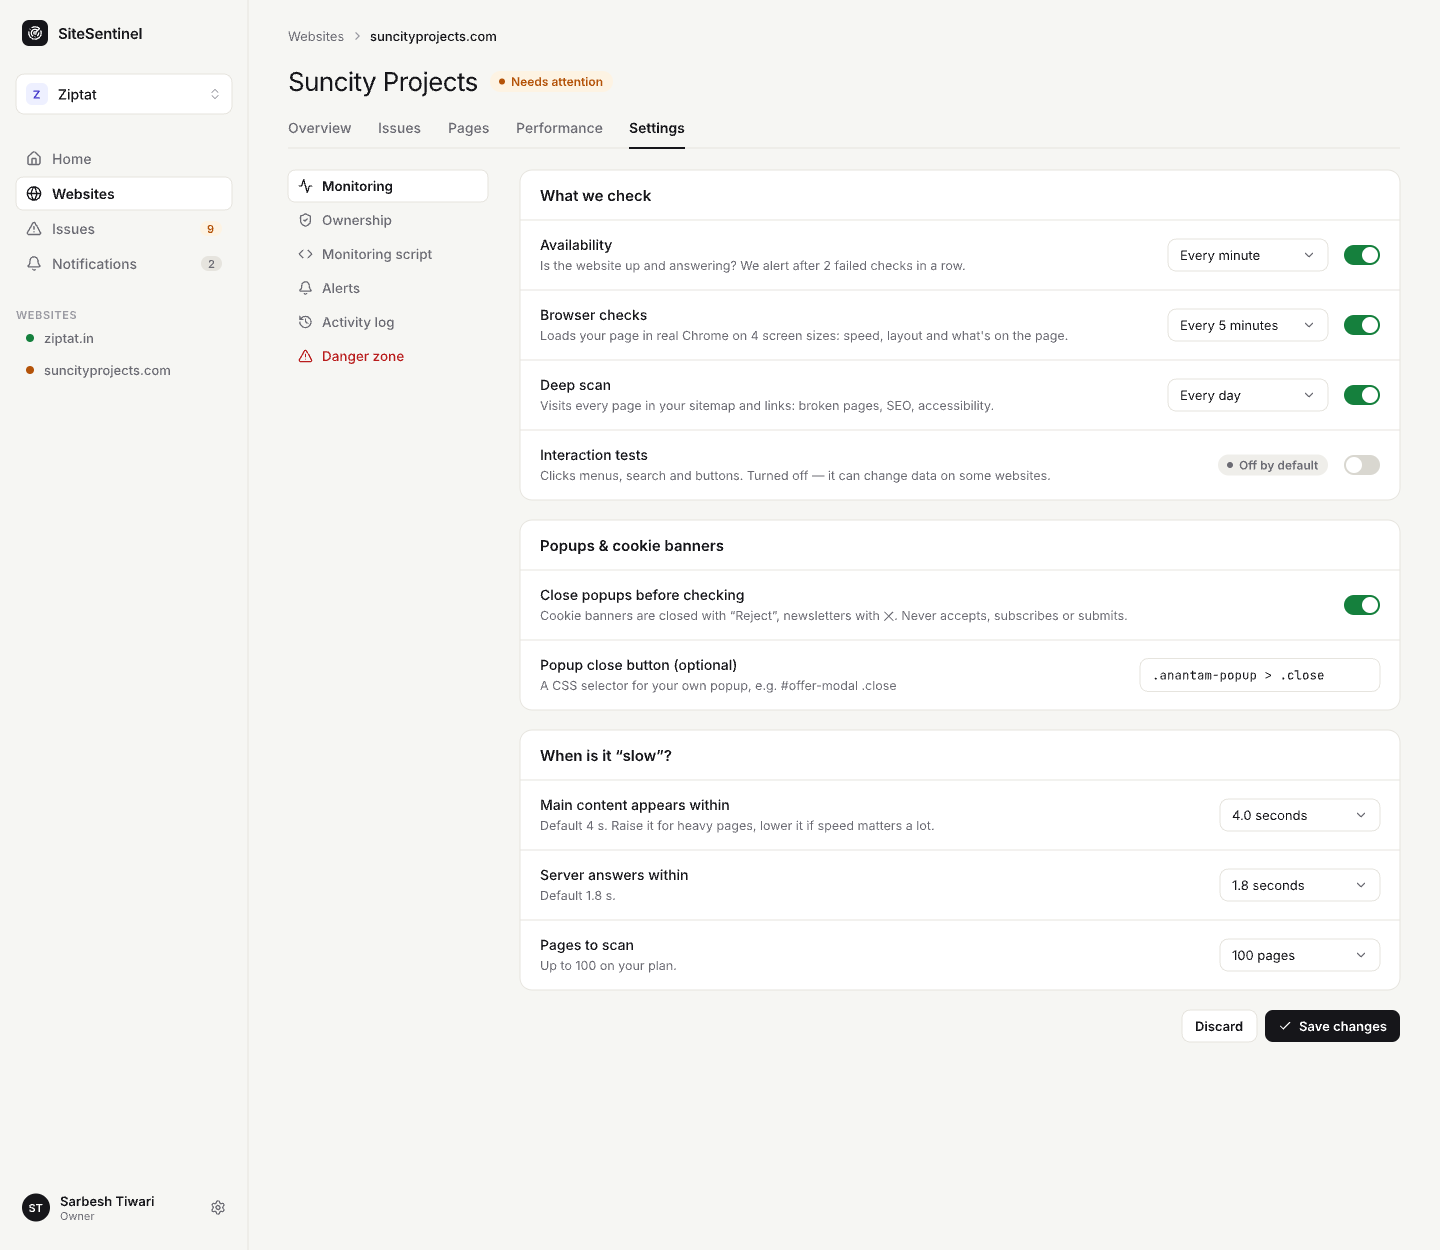 SiteSentinel
Z Ziptat
Home
Websites
Issues 9
Notifications 2
WEBSITES
ziptat.in
suncityprojects.com
ST Sarbesh Tiwari
Owner
Websites > suncityprojects.com
Suncity Projects Needs attention
Overview Issues Pages Performance Settings
Monitoring
Ownership
Monitoring script
Alerts
Activity log
Danger zone
What we check
Availability
Is the website up and answering? We alert after 2 failed checks in a row.
Every minute
Browser checks
Loads your page in real Chrome on 4 screen sizes: speed, layout and what's on the page.
Every 5 minutes
Deep scan
Visits every page in your sitemap and links: broken pages, SEO, accessibility.
Every day
Interaction tests
Clicks menus, search and buttons. Turned off — it can change data on some websites.
Off by default
Popups & cookie banners
Close popups before checking
Cookie banners are closed with “Reject”, newsletters with ✕. Never accepts, subscribes or submits.
Popup close button (optional)
A CSS selector for your own popup, e.g. #offer-modal .close
.anantam-popup > .close
When is it “slow”?
Main content appears within
Default 4 s. Raise it for heavy pages, lower it if speed matters a lot.
4.0 seconds
Server answers within
Default 1.8 s.
1.8 seconds
Pages to scan
Up to 100 on your plan.
100 pages
Discard Save changes